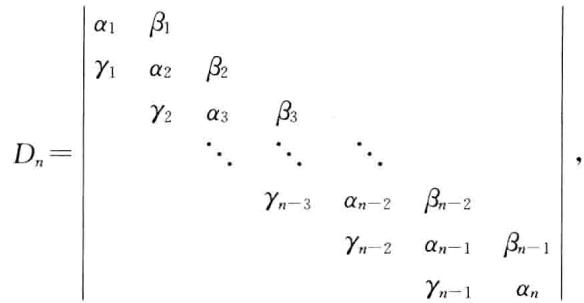 α₁ β₁
γ₁ α₂ β₂
γ₂ α₃ β₃
Dₙ= ⋱ ⋱ ⋱ ,
γₙ₋₃ αₙ₋₂ βₙ₋₂
γₙ₋₂ αₙ₋₁ βₙ₋₁
γₙ₋₁ αₙ